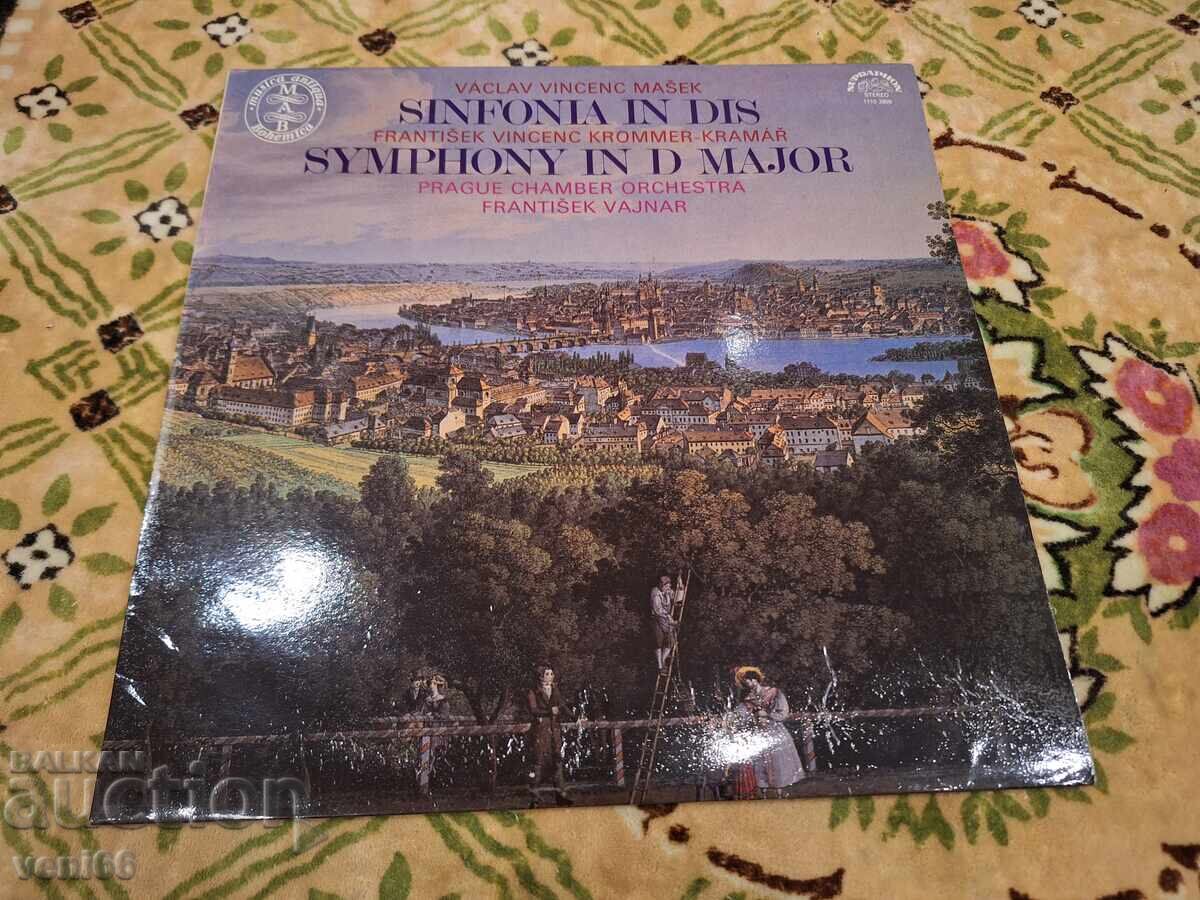 musica antiqua
M
A
B
bohemica
VÁCLAV VINCENC MAŠEK
SINFONIA IN DIS
FRANTIŠEK VINCENC KROMMER-KRAMÁŘ
SYMPHONY IN D MAJOR
PRAGUE CHAMBER ORCHESTRA
FRANTIŠEK VAJNAR
SUPRAPHON
STEREO
BALKAN
auction
veni66